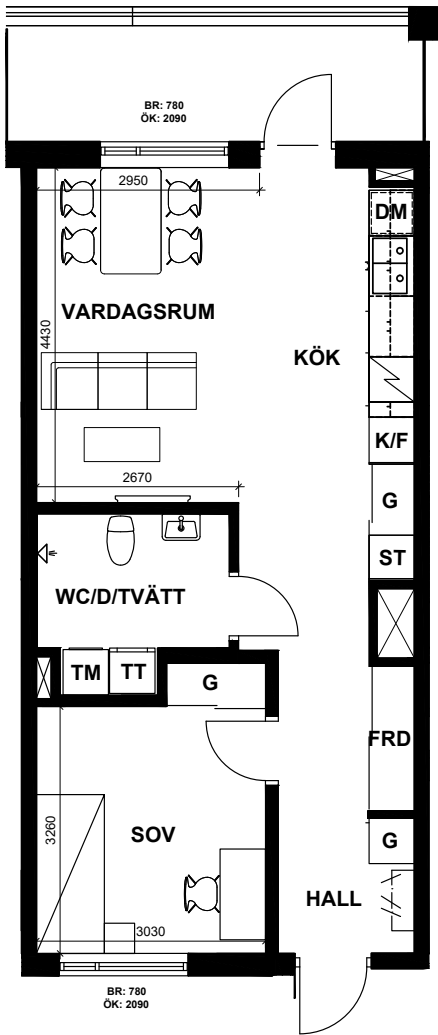 BR: 780
ÖK: 2090
2950
DM
VARDAGSRUM
4430
KÖK
K/F
2670
G
ST
WC/D/TVÄTT
TM
TT
G
FRD
3260
SOV
G
HALL
3030
BR: 780
ÖK: 2090